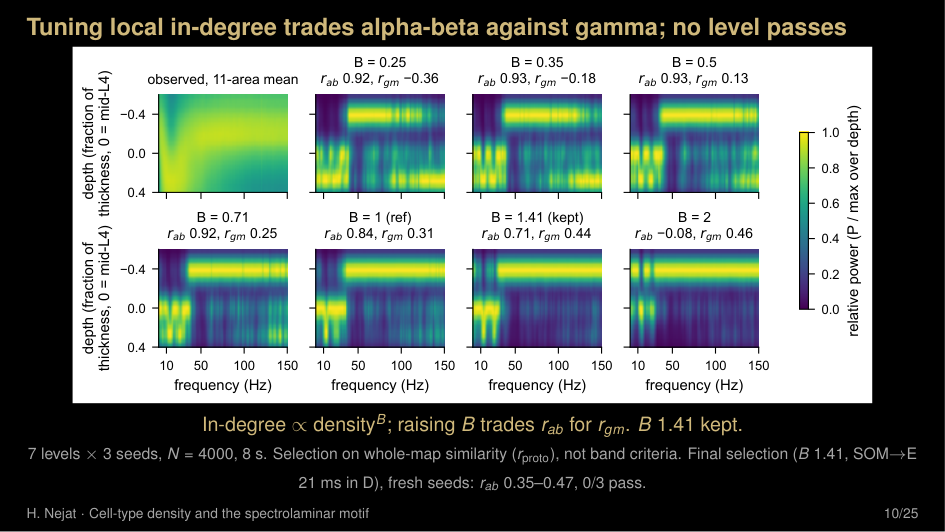 Tuning local in-degree trades alpha-beta against gamma; no level passes
observed, 11-area mean
B = 0.25
r_ab 0.92, r_gm −0.36
B = 0.35
r_ab 0.93, r_gm −0.18
B = 0.5
r_ab 0.93, r_gm 0.13
depth (fraction of
thickness, 0 = mid-L4)
−0.4
0.0
0.4
B = 0.71
r_ab 0.92, r_gm 0.25
B = 1 (ref)
r_ab 0.84, r_gm 0.31
B = 1.41 (kept)
r_ab 0.71, r_gm 0.44
B = 2
r_ab −0.08, r_gm 0.46
depth (fraction of
thickness, 0 = mid-L4)
−0.4
0.0
0.4
10 50 100 150
10 50 100 150
10 50 100 150
10 50 100 150
frequency (Hz)
frequency (Hz)
frequency (Hz)
frequency (Hz)
1.0
0.8
0.6
0.4
0.2
0.0
relative power (P / max over depth)
In-degree ∝ density^B; raising B trades r_ab for r_gm. B 1.41 kept.
7 levels × 3 seeds, N = 4000, 8 s. Selection on whole-map similarity (r_proto), not band criteria. Final selection (B 1.41, SOM→E
21 ms in D), fresh seeds: r_ab 0.35–0.47, 0/3 pass.
H. Nejat · Cell-type density and the spectrolaminar motif
10/25